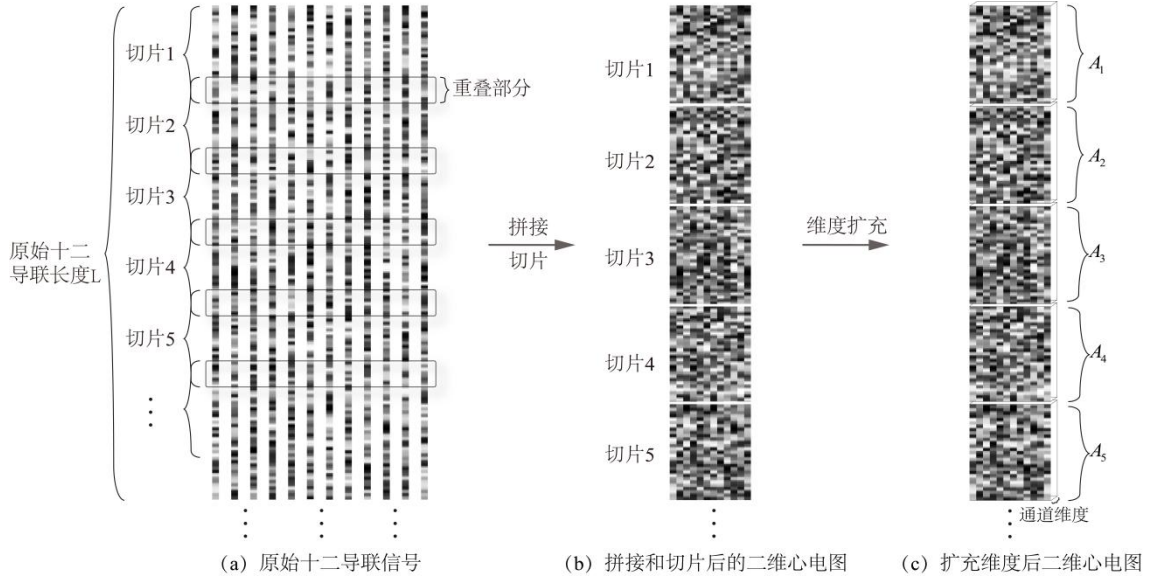 切片1
重叠部分
切片2
切片3
切片4
切片5
原始十二
导联长度L
拼接
切片
切片1
切片2
切片3
切片4
切片5
维度扩充
A₁
A₂
A₃
A₄
A₅
通道维度
(a) 原始十二导联信号
(b) 拼接和切片后的二维心电图
(c) 扩充维度后二维心电图